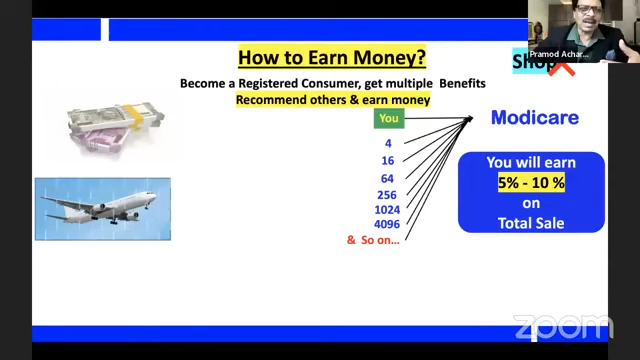 How to Earn Money?
Pramod Achar...
Shop
Become a Registered Consumer, get multiple Benefits
Recommend others & earn money
You
Modicare
4
16
64
256
1024
4096
& So on...
You will earn
5% - 10 %
on
Total Sale
zoom